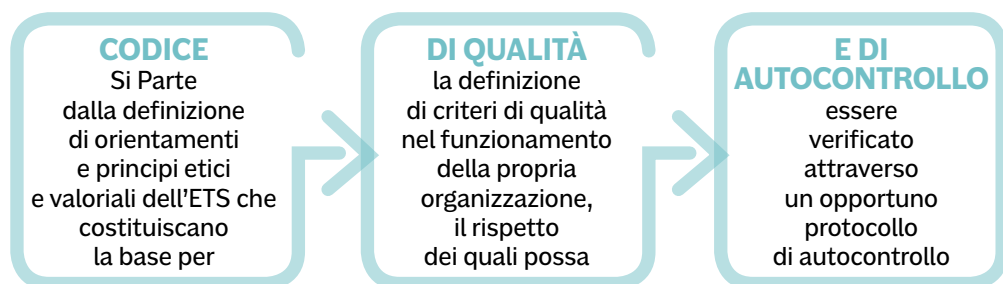 CODICE
Si Parte
dalla definizione
di orientamenti
e principi etici
e valoriali dell’ETS che
costituiscano
la base per
DI QUALITÀ
la definizione
di criteri di qualità
nel funzionamento
della propria
organizzazione,
il rispetto
dei quali possa
E DI
AUTOCONTROLLO
essere
verificato
attraverso
un opportuno
protocollo
di autocontrollo